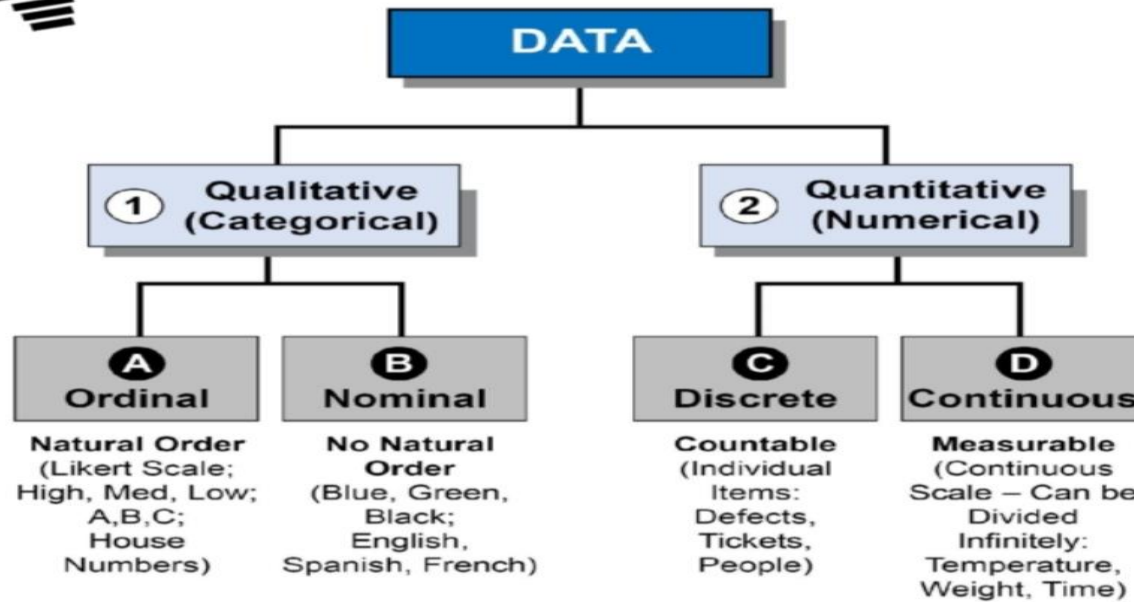 DATA
1
Qualitative
(Categorical)
2
Quantitative
(Numerical)
A
Ordinal
Natural Order
(Likert Scale;
High, Med, Low;
A,B,C;
House
Numbers)
B
Nominal
No Natural
Order
(Blue, Green,
Black;
English,
Spanish, French)
C
Discrete
Countable
(Individual
Items:
Defects,
Tickets,
People)
D
Continuous
Measurable
(Continuous
Scale – Can be
Divided
Infinitely:
Temperature,
Weight, Time)